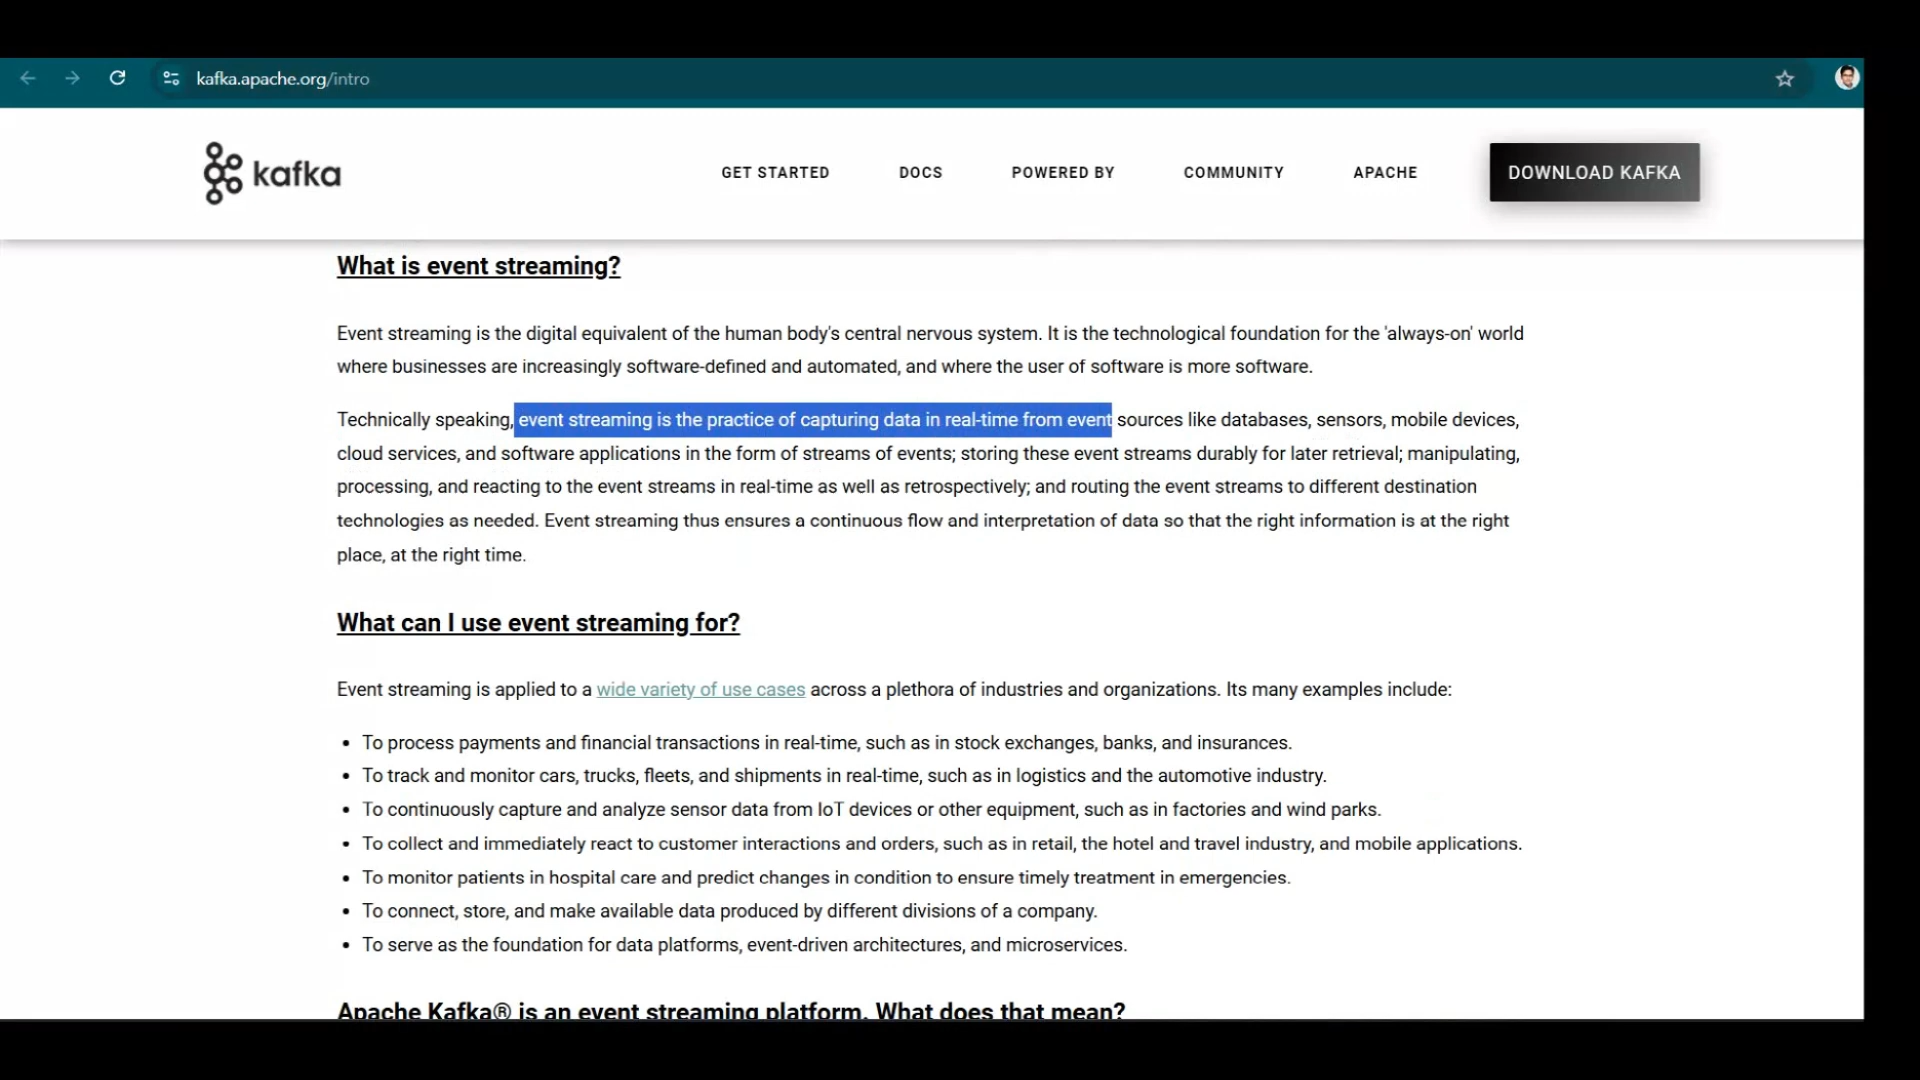 kafka.apache.org/intro
kafka
GET STARTED
DOCS
POWERED BY
COMMUNITY
APACHE
DOWNLOAD KAFKA
What is event streaming?
Event streaming is the digital equivalent of the human body's central nervous system. It is the technological foundation for the 'always-on' world
where businesses are increasingly software-defined and automated, and where the user of software is more software.
Technically speaking, event streaming is the practice of capturing data in real-time from event sources like databases, sensors, mobile devices,
cloud services, and software applications in the form of streams of events; storing these event streams durably for later retrieval; manipulating,
processing, and reacting to the event streams in real-time as well as retrospectively; and routing the event streams to different destination
technologies as needed. Event streaming thus ensures a continuous flow and interpretation of data so that the right information is at the right
place, at the right time.
What can I use event streaming for?
Event streaming is applied to a wide variety of use cases across a plethora of industries and organizations. Its many examples include:
• To process payments and financial transactions in real-time, such as in stock exchanges, banks, and insurances.
• To track and monitor cars, trucks, fleets, and shipments in real-time, such as in logistics and the automotive industry.
• To continuously capture and analyze sensor data from IoT devices or other equipment, such as in factories and wind parks.
• To collect and immediately react to customer interactions and orders, such as in retail, the hotel and travel industry, and mobile applications.
• To monitor patients in hospital care and predict changes in condition to ensure timely treatment in emergencies.
• To connect, store, and make available data produced by different divisions of a company.
• To serve as the foundation for data platforms, event-driven architectures, and microservices.
Apache Kafka® is an event streaming platform. What does that mean?